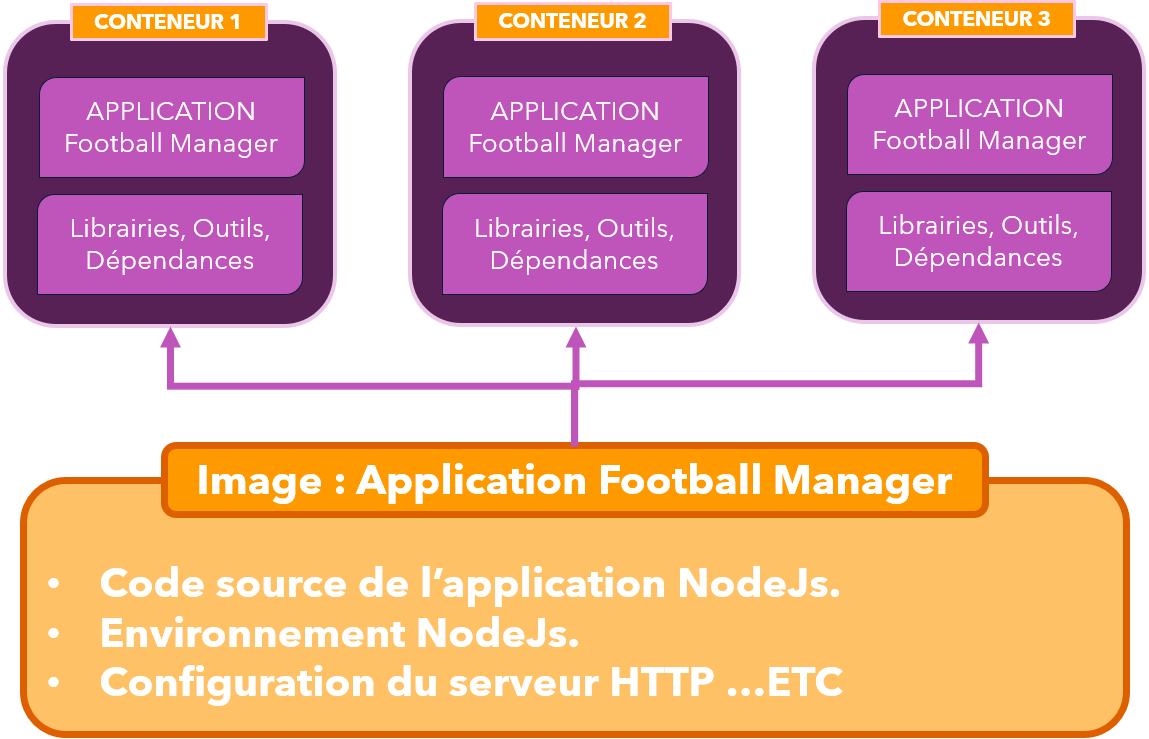 CONTENEUR 1
APPLICATION
Football Manager
Librairies, Outils,
Dépendances
CONTENEUR 2
APPLICATION
Football Manager
Librairies, Outils,
Dépendances
CONTENEUR 3
APPLICATION
Football Manager
Librairies, Outils,
Dépendances
Image : Application Football Manager
• Code source de l’application NodeJs.
• Environnement NodeJs.
• Configuration du serveur HTTP ...ETC